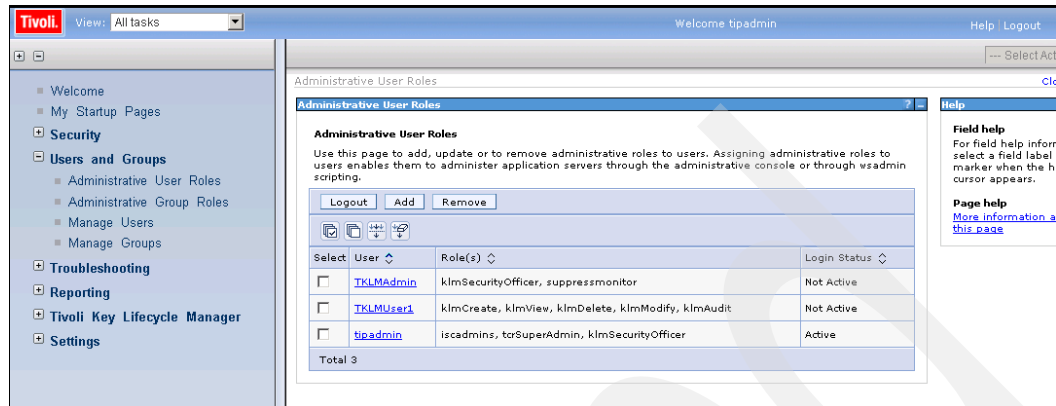 Tivoli. View: All tasks Welcome tipadmin Help Logout
--- Select Act
Welcome
My Startup Pages
Security
Users and Groups
Administrative User Roles
Administrative Group Roles
Manage Users
Manage Groups
Troubleshooting
Reporting
Tivoli Key Lifecycle Manager
Settings
Administrative User Roles Clo
Administrative User Roles ? -
Administrative User Roles
Use this page to add, update or to remove administrative roles to users. Assigning administrative roles to
users enables them to administer application servers through the administrative console or through wsadmin
scripting.
Logout Add Remove
Select User Role(s) Login Status
TKLMAdmin klmSecurityOfficer, suppressmonitor Not Active
TKLMUser1 klmCreate, klmView, klmDelete, klmModify, klmAudit Not Active
tipadmin iscadmins, tcrSuperAdmin, klmSecurityOfficer Active
Total 3
Help
Field help
For field help inform
select a field label
marker when the h
cursor appears.
Page help
More information a
this page